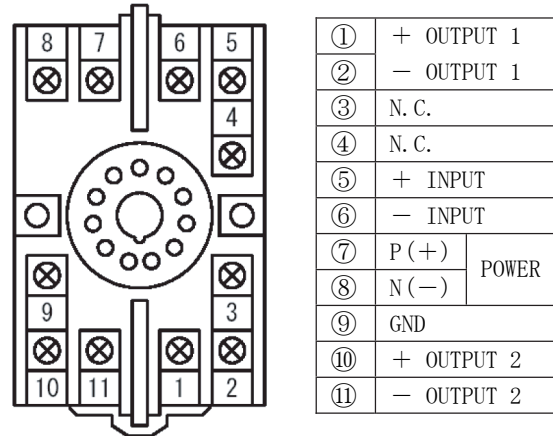 8 7 6 5
4
9 3
10 11 1 2
① + OUTPUT 1
② − OUTPUT 1
③ N.C.
④ N.C.
⑤ + INPUT
⑥ − INPUT
⑦ P(+) POWER
⑧ N(−)
⑨ GND
⑩ + OUTPUT 2
⑪ − OUTPUT 2